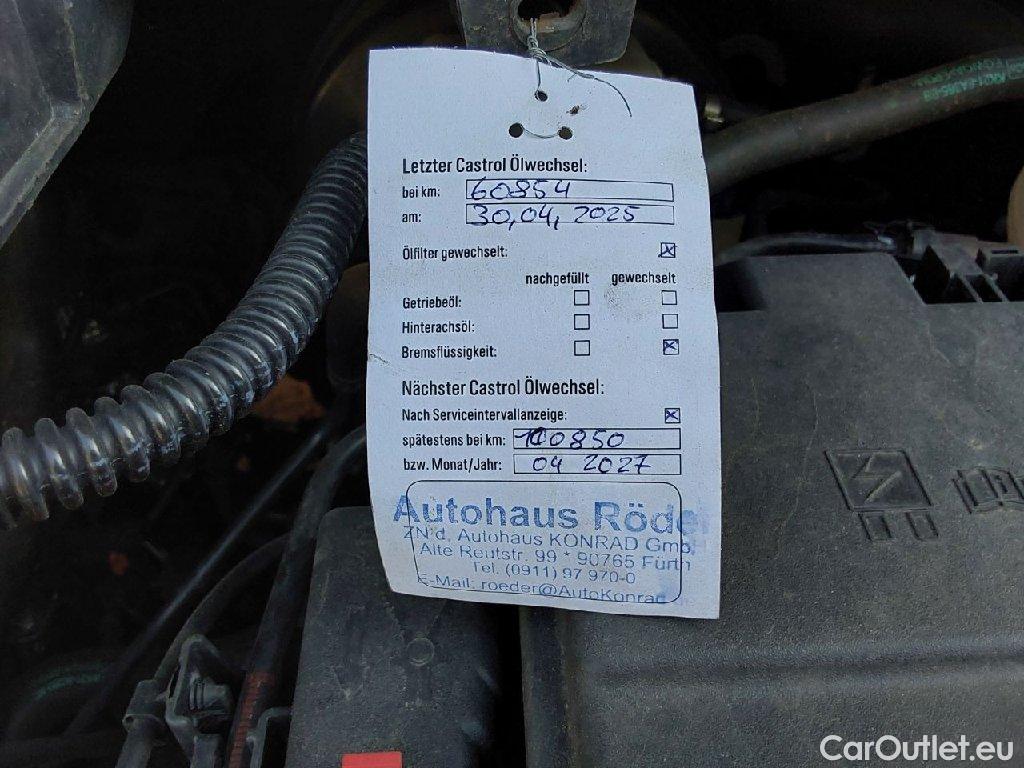 Letzter Castrol Ölwechsel:
bei km: 60854
am: 30,04, 2025
Ölfilter gewechselt:
nachgefüllt gewechselt
Getriebeöl:
Hinterachsöl:
Bremsflüssigkeit:
Nächster Castrol Ölwechsel:
Nach Serviceintervallanzeige:
spätestens bei km: 100850
bzw. Monat/Jahr: 04 2027
Autohaus Röder
ZN d. Autohaus KONRAD GmbH
Alte Reutstr. 99 * 90765 Fürth
Tel. (0911) 97 970-0
E-Mail: roeder@AutoKonrad.de
CarOutlet.eu